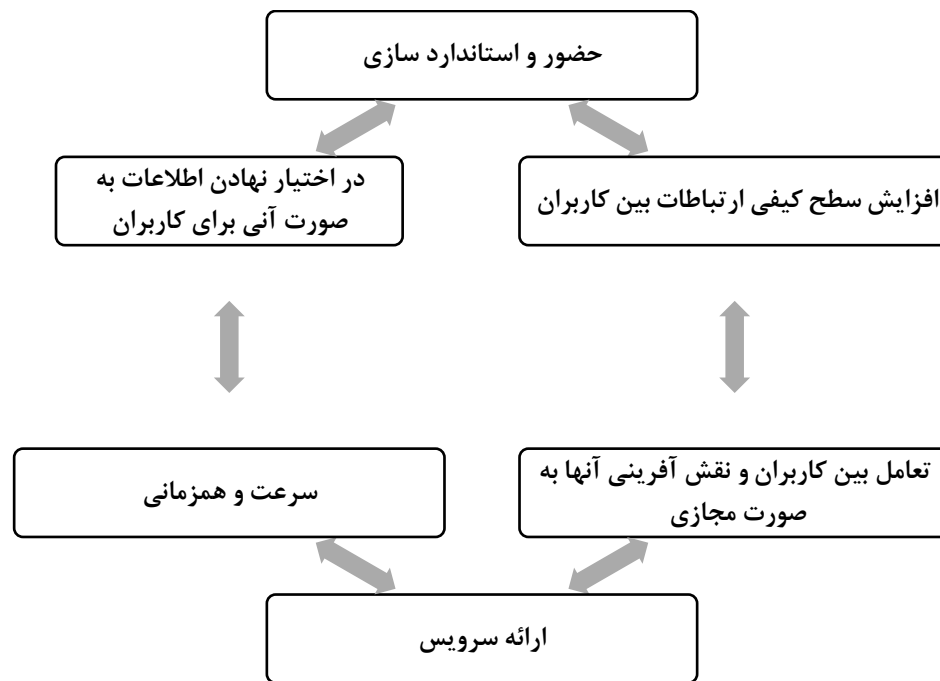 حضور و استاندارد سازی
افزایش سطح کیفی ارتباطات بین کاربران
در اختیار نهادن اطلاعات به
صورت آنی برای کاربران
تعامل بین کاربران و نقش آفرینی آنها به
صورت مجازی
سرعت و همزمانی
ارائه سرویس